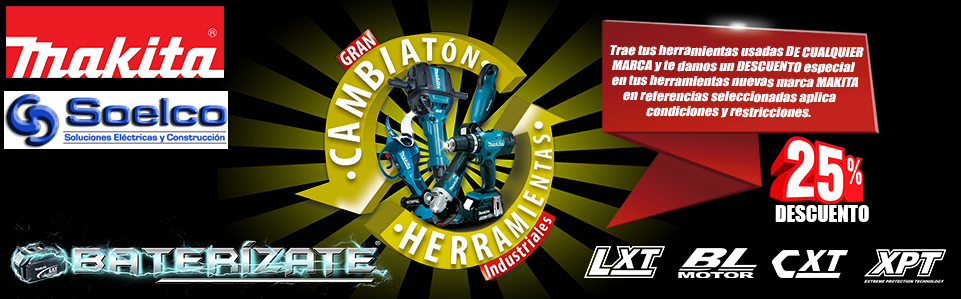 makita®
Soelco
Soluciones Eléctricas y Construcción
GRAN
CAMBIATÓN
HERRAMIENTAS
Industriales
Makita
Trae tus herramientas usadas DE CUALQUIER
MARCA y te damos un DESCUENTO especial
en tus herramientas nuevas marca MAKITA
en referencias seleccionadas aplica
condiciones y restricciones.
25%
DESCUENTO
Makita
BATERÍZATE®
LXT
BL
MOTOR
CXT
XPT
EXTREME PROTECTION TECHNOLOGY